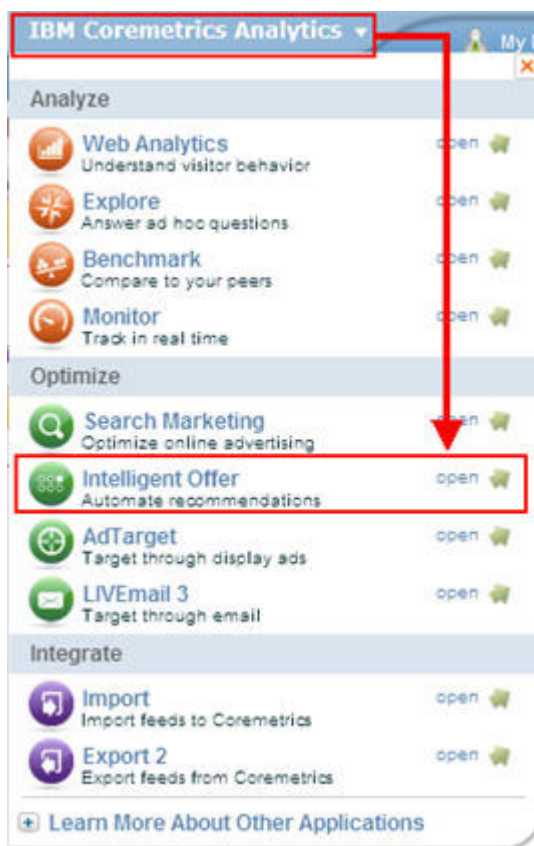 IBM Coremetrics Analytics
My
Analyze
Web Analytics open
Understand visitor behavior
Explore open
Answer ad hoc questions
Benchmark open
Compare to your peers
Monitor open
Track in real time
Optimize
Search Marketing open
Optimize online advertising
Intelligent Offer open
Automate recommendations
AdTarget open
Target through display ads
LIVEmail 3 open
Target through email
Integrate
Import open
Import feeds to Coremetrics
Export 2 open
Export feeds from Coremetrics
Learn More About Other Applications